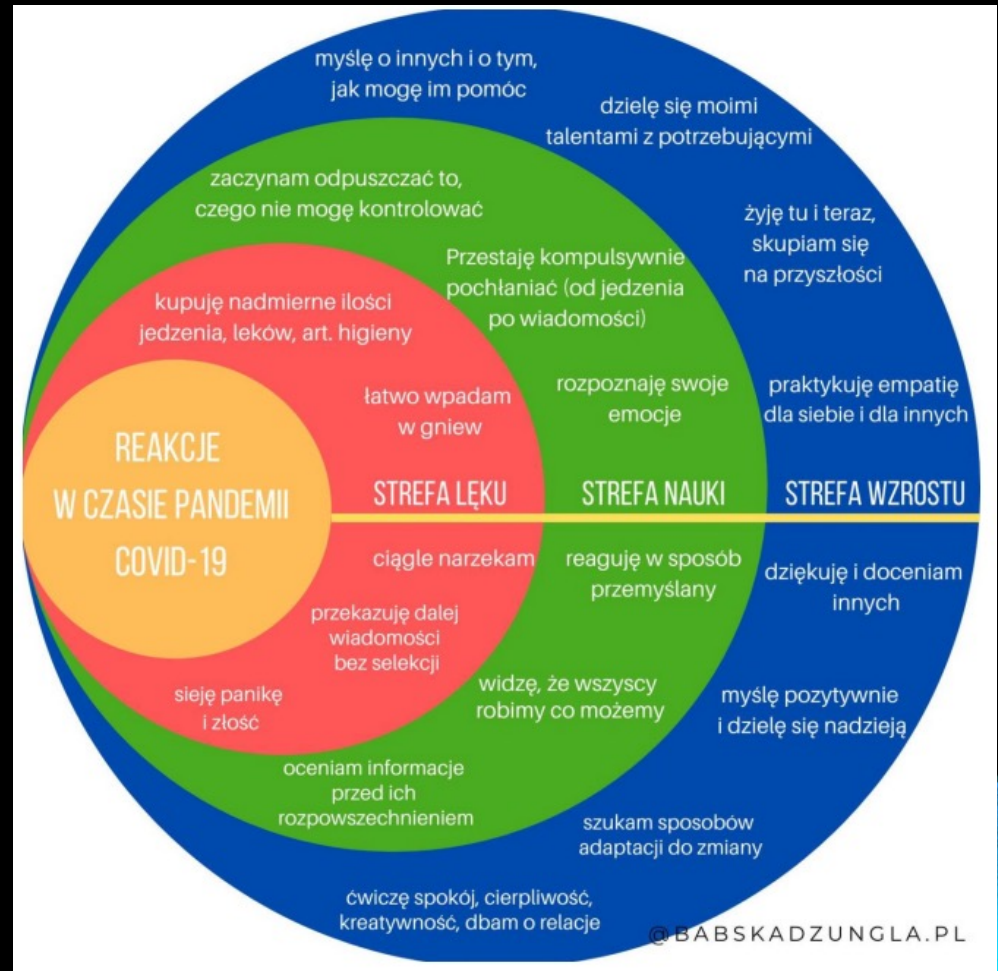 myślę o innych i o tym,
jak mogę im pomóc
dzielę się moimi
talentami z potrzebującymi
zaczynam odpuszczać to,
czego nie mogę kontrolować
żyję tu i teraz,
skupiam się
na przyszłości
Przestaję kompulsywnie
pochłaniać (od jedzenia
po wiadomości)
kupuję nadmierne ilości
jedzenia, leków, art. higieny
łatwo wpadam
w gniew
rozpoznaję swoje
emocje
praktykuję empatię
dla siebie i dla innych
REAKCJE
W CZASIE PANDEMII
COVID-19
STREFA LĘKU
STREFA NAUKI
STREFA WZROSTU
ciągle narzekam
reaguję w sposób
przemyślany
dziękuję i doceniam
innych
przekazuję dalej
wiadomości
bez selekcji
sieję panikę
i złość
widzę, że wszyscy
robimy co możemy
myślę pozytywnie
i dzielę się nadzieją
oceniam informacje
przed ich
rozpowszechnieniem
szukam sposobów
adaptacji do zmiany
ćwiczę spokój, cierpliwość,
kreatywność, dbam o relacje
@BABSKADZUNGLA.PL